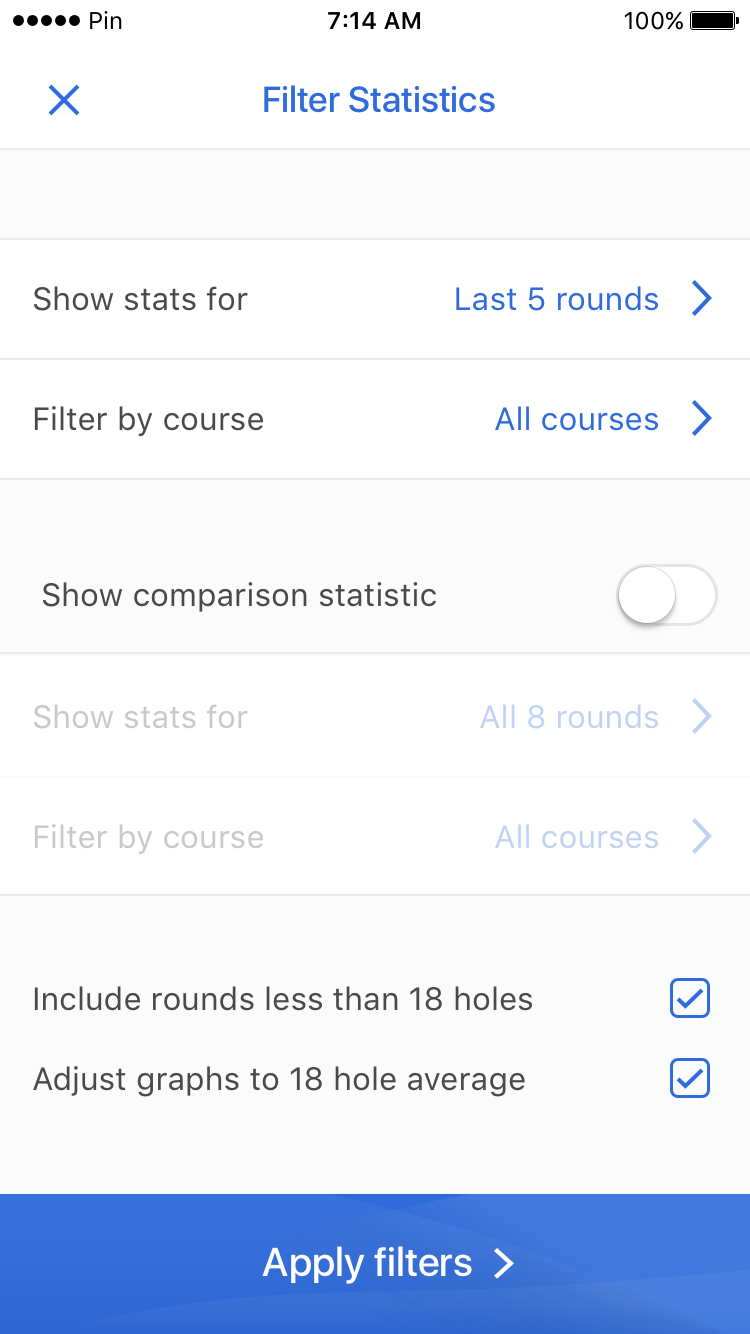 Pin 7:14 AM 100%
Filter Statistics
Show stats for Last 5 rounds
Filter by course All courses
Show comparison statistic
Show stats for All 8 rounds
Filter by course All courses
Include rounds less than 18 holes
Adjust graphs to 18 hole average
Apply filters